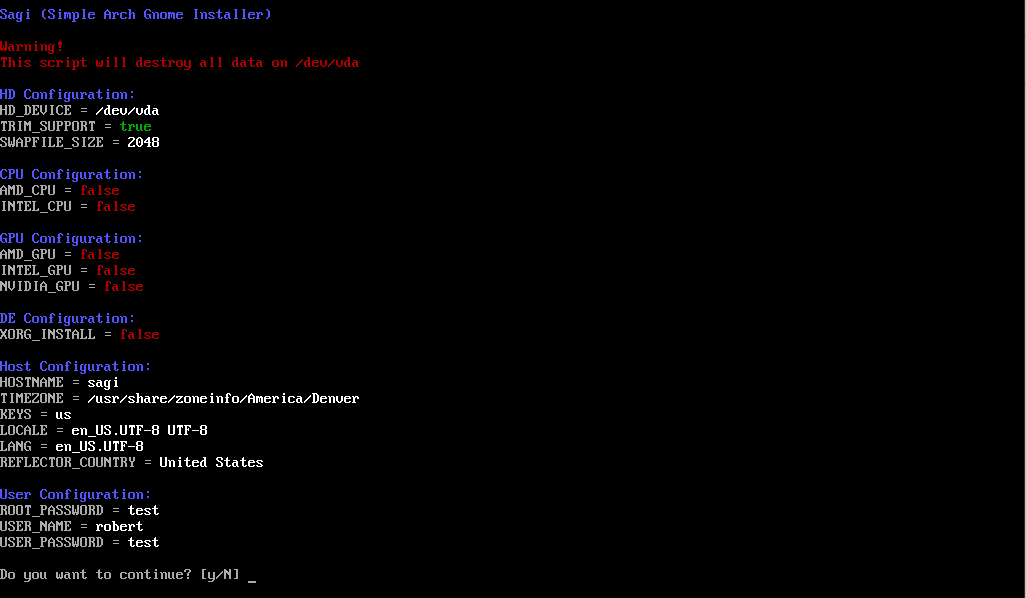 Sagi (Simple Arch Gnome Installer)
Warning!
This script will destroy all data on /dev/vda
HD Configuration:
HD_DEVICE = /dev/vda
TRIM_SUPPORT = true
SWAPFILE_SIZE = 2048
CPU Configuration:
AMD_CPU = false
INTEL_CPU = false
GPU Configuration:
AMD_GPU = false
INTEL_GPU = false
NVIDIA_GPU = false
DE Configuration:
XORG_INSTALL = false
Host Configuration:
HOSTNAME = sagi
TIMEZONE = /usr/share/zoneinfo/America/Denver
KEYS = us
LOCALE = en_US.UTF-8 UTF-8
LANG = en_US.UTF-8
REFLECTOR_COUNTRY = United States
User Configuration:
ROOT_PASSWORD = test
USER_NAME = robert
USER_PASSWORD = test
Do you want to continue? [y/N] _